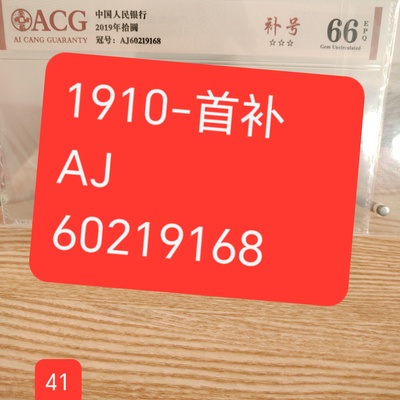 ACG
AI CANG GUARANTY
中国人民银行
2019年拾圆
冠号：AJ60219168
补号
☆☆☆
66 EPQ
Gem Uncirculated
1910-首补
AJ
60219168
41